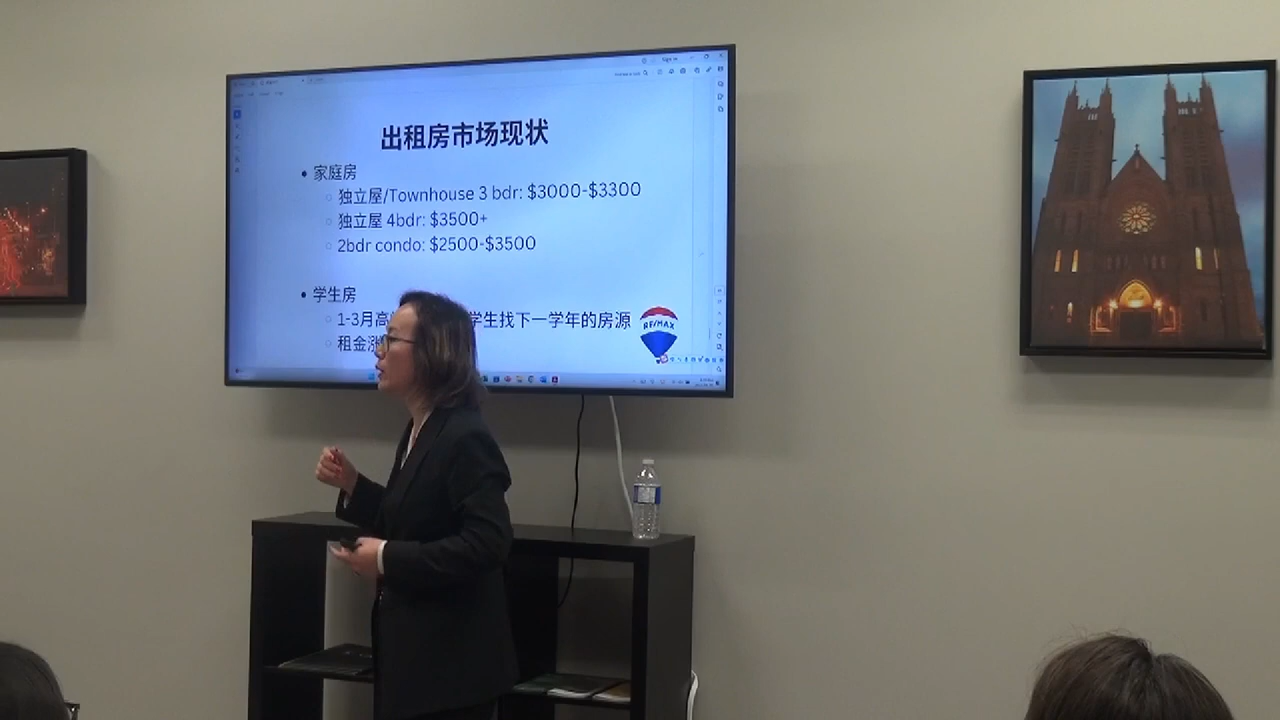 出租房市场现状
家庭房
独立屋/Townhouse 3 bdr: $3000-$3300
独立屋 4bdr: $3500+
2bdr condo: $2500-$3500
学生房
1-3月高 学生找下一学年的房源
租金涨
RE/MAX